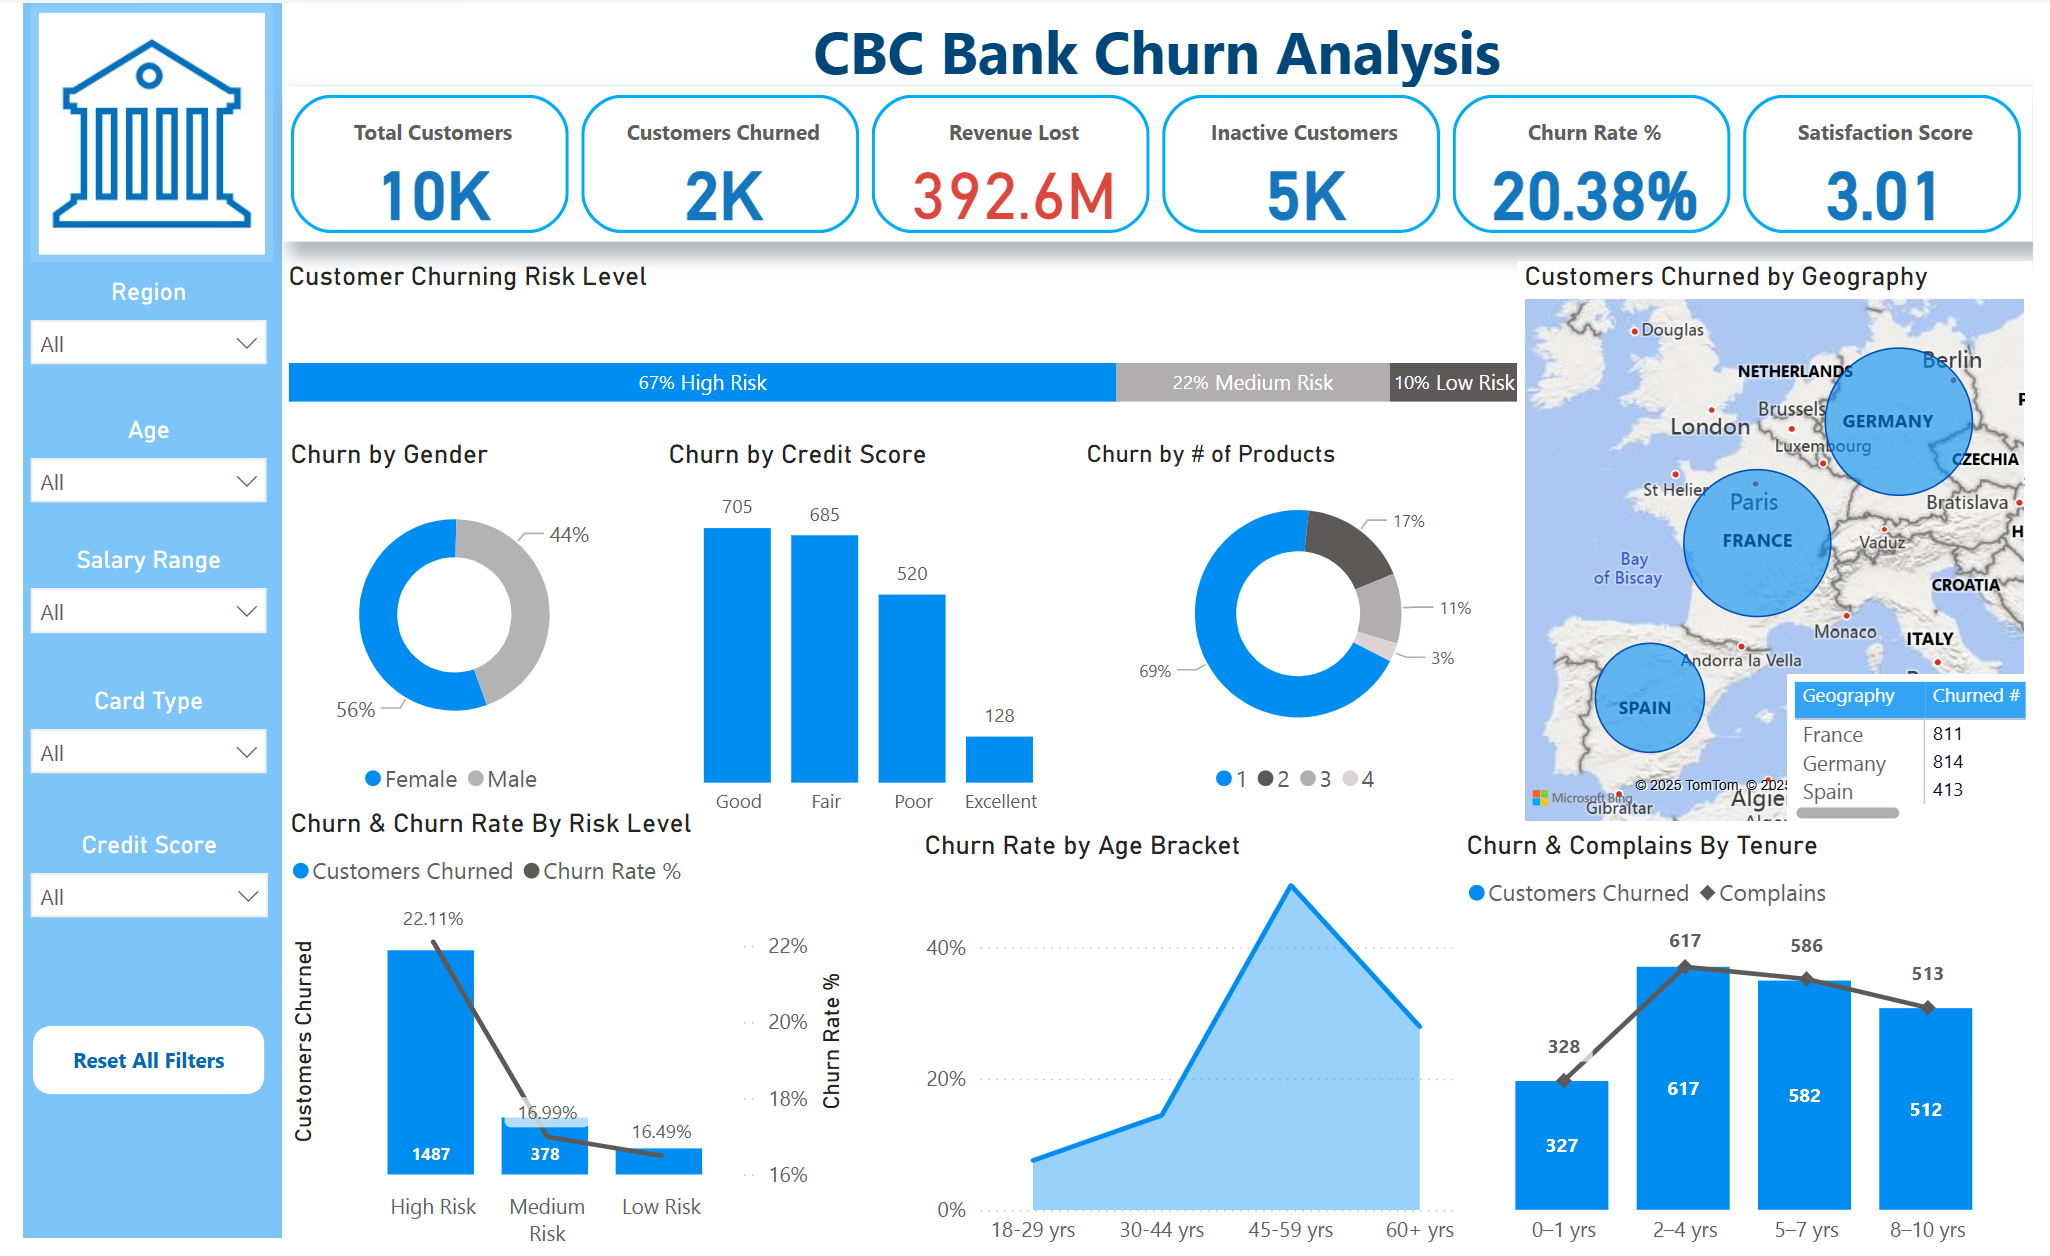 CBC Bank Churn Analysis
Total Customers
10K
Customers Churned
2K
Revenue Lost
392.6M
Inactive Customers
5K
Churn Rate %
20.38%
Satisfaction Score
3.01
Region
All
Age
All
Salary Range
All
Card Type
All
Credit Score
All
Reset All Filters
Customer Churning Risk Level
67% High Risk
22% Medium Risk
10% Low Risk
Customers Churned by Geography
Douglas
Berlin
NETHERLANDS
Brussels
London
GERMANY
Luxembourg
CZECHIA
St Helier
Paris
Bratislava
FRANCE
Vaduz
H
Bay
of Biscay
CROATIA
Monaco
ITALY
Andorra la Vella
SPAIN
© 2025 TomTom, © 202
Microsoft Bing
Gibraltar
Algie
Geography Churned #
France 811
Germany 814
Spain 413
Churn by Gender
44%
56%
Female Male
Churn by Credit Score
705
685
520
128
Good Fair Poor Excellent
Churn by # of Products
17%
11%
3%
69%
1 2 3 4
Churn & Churn Rate By Risk Level
Customers Churned Churn Rate %
22.11%
16.99%
16.49%
1487
378
22%
20%
18%
16%
Customers Churned
Churn Rate %
High Risk
Medium
Risk
Low Risk
Churn Rate by Age Bracket
40%
20%
0%
18-29 yrs 30-44 yrs 45-59 yrs 60+ yrs
Churn & Complains By Tenure
Customers Churned Complains
328
617
586
513
327
617
582
512
0–1 yrs 2–4 yrs 5–7 yrs 8–10 yrs